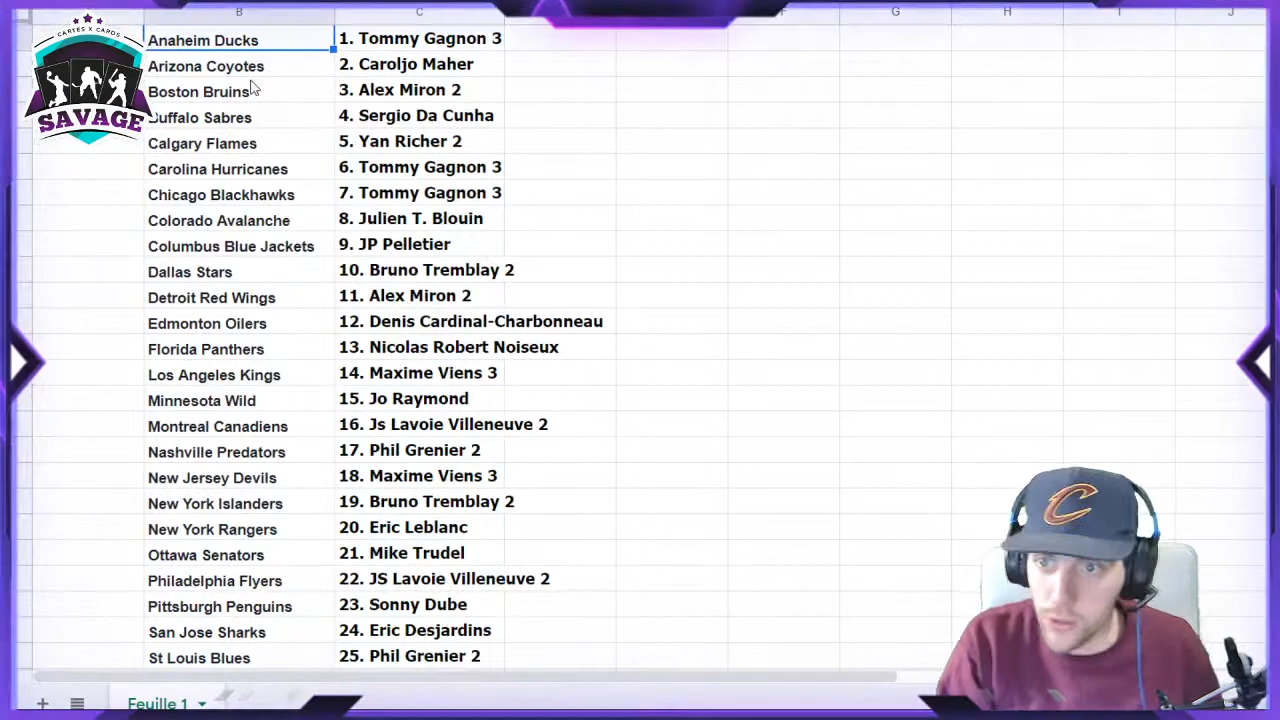 B C F G H I J
CARTES X CARDS
SAVAGE
Anaheim Ducks 1. Tommy Gagnon 3
Arizona Coyotes 2. Caroljo Maher
Boston Bruins 3. Alex Miron 2
Buffalo Sabres 4. Sergio Da Cunha
Calgary Flames 5. Yan Richer 2
Carolina Hurricanes 6. Tommy Gagnon 3
Chicago Blackhawks 7. Tommy Gagnon 3
Colorado Avalanche 8. Julien T. Blouin
Columbus Blue Jackets 9. JP Pelletier
Dallas Stars 10. Bruno Tremblay 2
Detroit Red Wings 11. Alex Miron 2
Edmonton Oilers 12. Denis Cardinal-Charbonneau
Florida Panthers 13. Nicolas Robert Noiseux
Los Angeles Kings 14. Maxime Viens 3
Minnesota Wild 15. Jo Raymond
Montreal Canadiens 16. Js Lavoie Villeneuve 2
Nashville Predators 17. Phil Grenier 2
New Jersey Devils 18. Maxime Viens 3
New York Islanders 19. Bruno Tremblay 2
New York Rangers 20. Eric Leblanc
Ottawa Senators 21. Mike Trudel
Philadelphia Flyers 22. JS Lavoie Villeneuve 2
Pittsburgh Penguins 23. Sonny Dube
San Jose Sharks 24. Eric Desjardins
St Louis Blues 25. Phil Grenier 2
C
Feuille 1